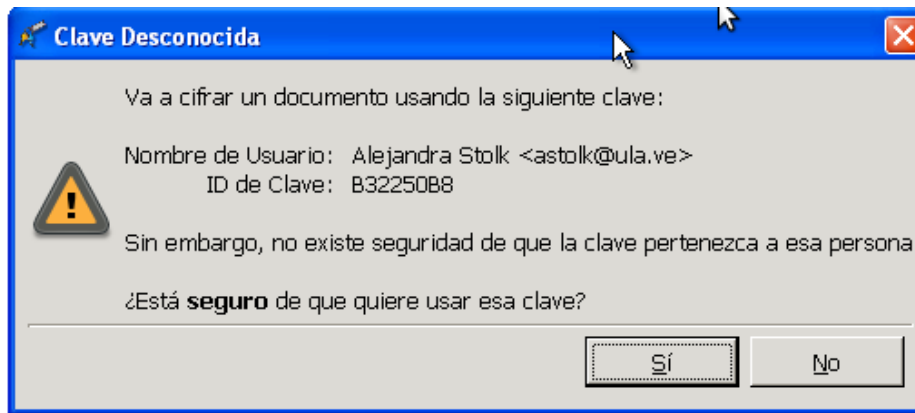 Clave Desconocida
Va a cifrar un documento usando la siguiente clave:
Nombre de Usuario: Alejandra Stolk <astolk@ula.ve>
ID de Clave: B32250B8
Sin embargo, no existe seguridad de que la clave pertenezca a esa persona
¿Está seguro de que quiere usar esa clave?
Sí No